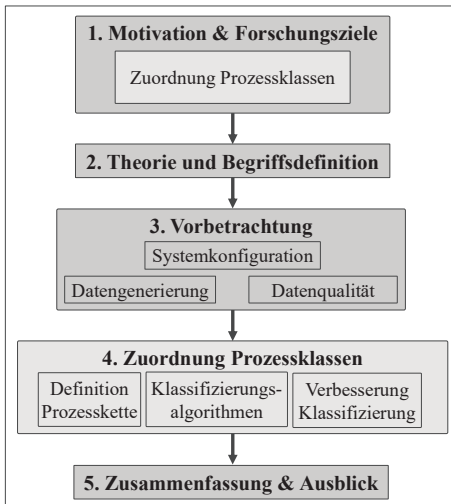 1. Motivation & Forschungsziele
Zuordnung Prozessklassen
2. Theorie und Begriffsdefinition
3. Vorbetrachtung
Systemkonfiguration
Datengenerierung
Datenqualität
4. Zuordnung Prozessklassen
Definition
Prozesskette
Klassifizierungs-
algorithmen
Verbesserung
Klassifizierung
5. Zusammenfassung & Ausblick